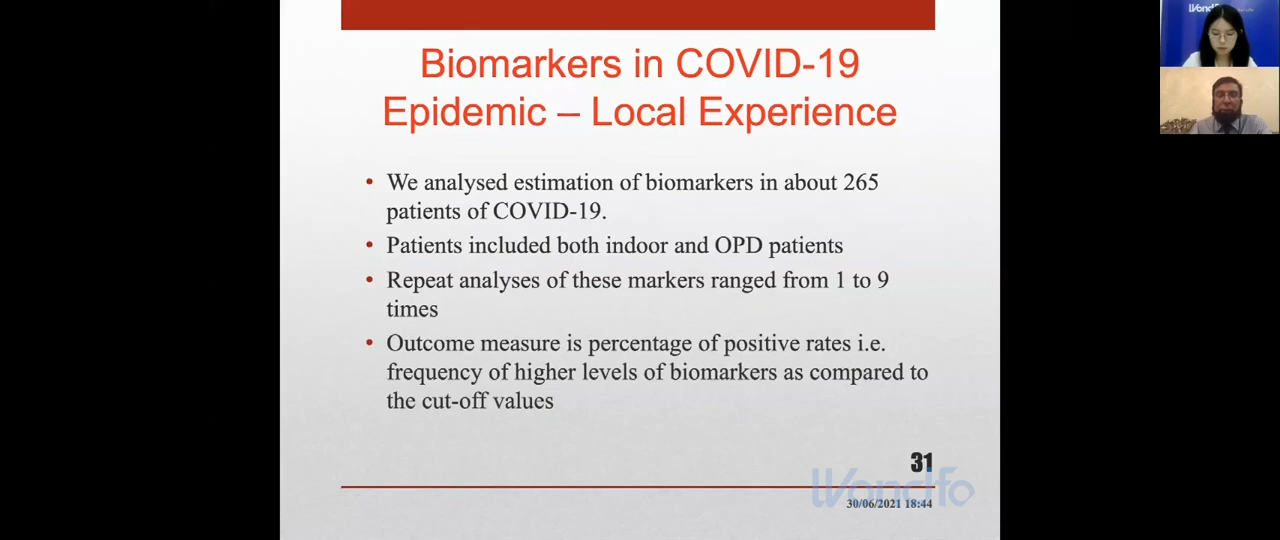 Biomarkers in COVID-19
Epidemic – Local Experience
• We analysed estimation of biomarkers in about 265
patients of COVID-19.
• Patients included both indoor and OPD patients
• Repeat analyses of these markers ranged from 1 to 9
times
• Outcome measure is percentage of positive rates i.e.
frequency of higher levels of biomarkers as compared to
the cut-off values
31
Wondfo
30/06/2021 18:44